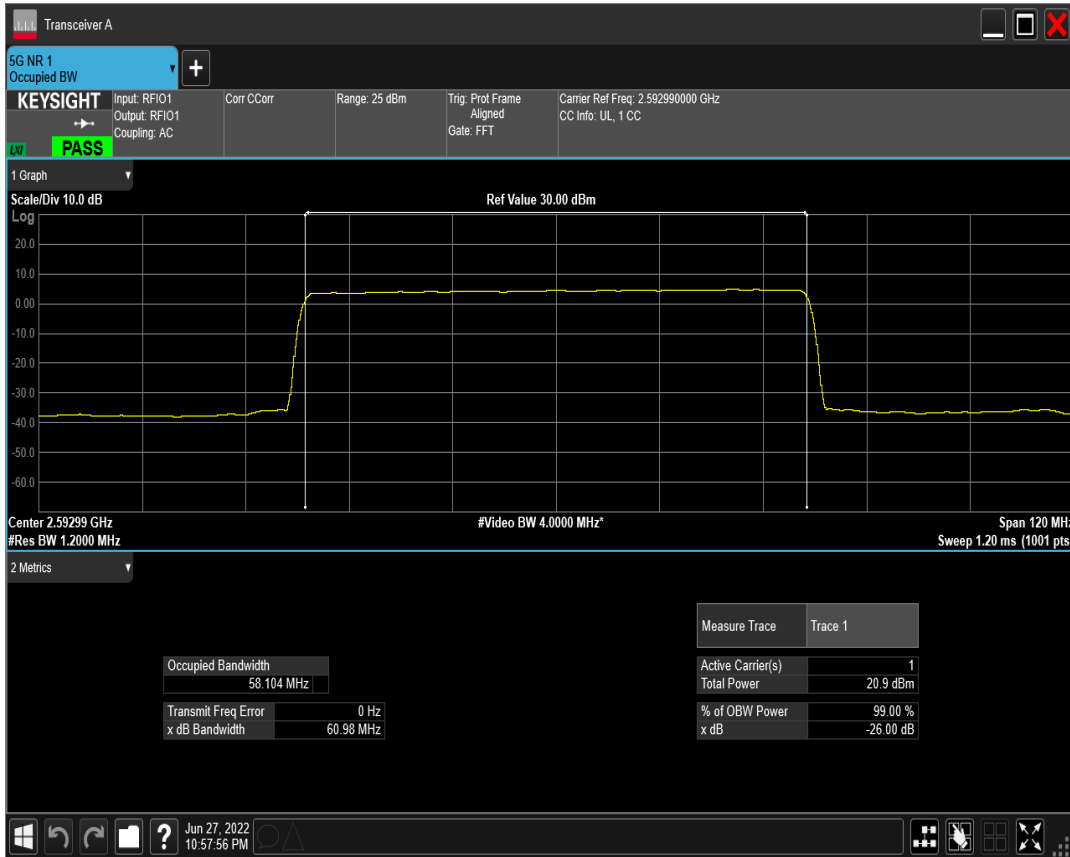 Transceiver A
5G NR 1
Occupied BW
KEYSIGHT
LXI
PASS
Input: RFIO1
Output: RFIO1
Coupling: AC
Corr CCorr
Range: 25 dBm
Trig: Prot Frame
Aligned
Gate: FFT
Carrier Ref Freq: 2.592990000 GHz
CC Info: UL, 1 CC
1 Graph
Scale/Div 10.0 dB
Ref Value 30.00 dBm
Log
20.0
10.0
0.00
-10.0
-20.0
-30.0
-40.0
-50.0
-60.0
Center 2.59299 GHz
#Video BW 4.0000 MHz*
Span 120 MHz
#Res BW 1.2000 MHz
Sweep 1.20 ms (1001 pts
2 Metrics
Measure Trace Trace 1
Occupied Bandwidth
58.104 MHz
Active Carrier(s) 1
Total Power 20.9 dBm
Transmit Freq Error 0 Hz
x dB Bandwidth 60.98 MHz
% of OBW Power 99.00 %
x dB -26.00 dB
?
Jun 27, 2022
10:57:56 PM